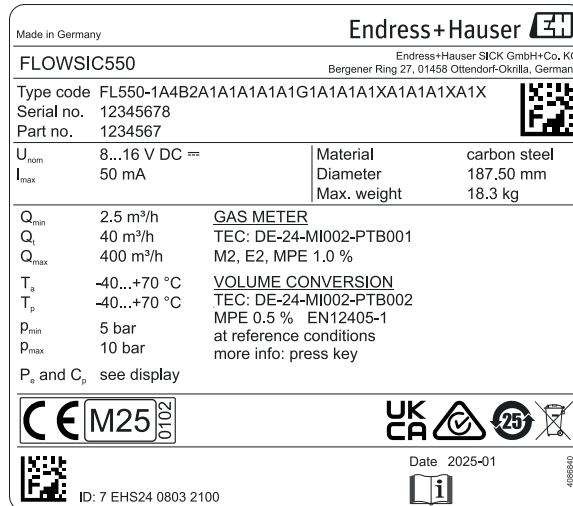 Made in Germany
Endress+Hauser EH
FLOWSIC550
Endress+Hauser SICK GmbH+Co. KG
Bergener Ring 27, 01458 Ottendorf-Okrilla, Germany
Type code FL550-1A4B2A1A1A1A1A1G1A1A1A1XA1A1A1XA1X
Serial no. 12345678
Part no. 1234567
Unom 8...16 V DC ⎓
Imax 50 mA
Material carbon steel
Diameter 187.50 mm
Max. weight 18.3 kg
Qmin 2.5 m³/h
Qt 40 m³/h
Qmax 400 m³/h
Ta -40...+70 °C
Tp -40...+70 °C
pmin 5 bar
pmax 10 bar
Pe and Cp see display
GAS METER
TEC: DE-24-MI002-PTB001
M2, E2, MPE 1.0 %
VOLUME CONVERSION
TEC: DE-24-MI002-PTB002
MPE 0.5 % EN12405-1
at reference conditions
more info: press key
CE M25 0102
UK CA
25
ID: 7 EHS24 0803 2100
Date 2025-01
i
4086840